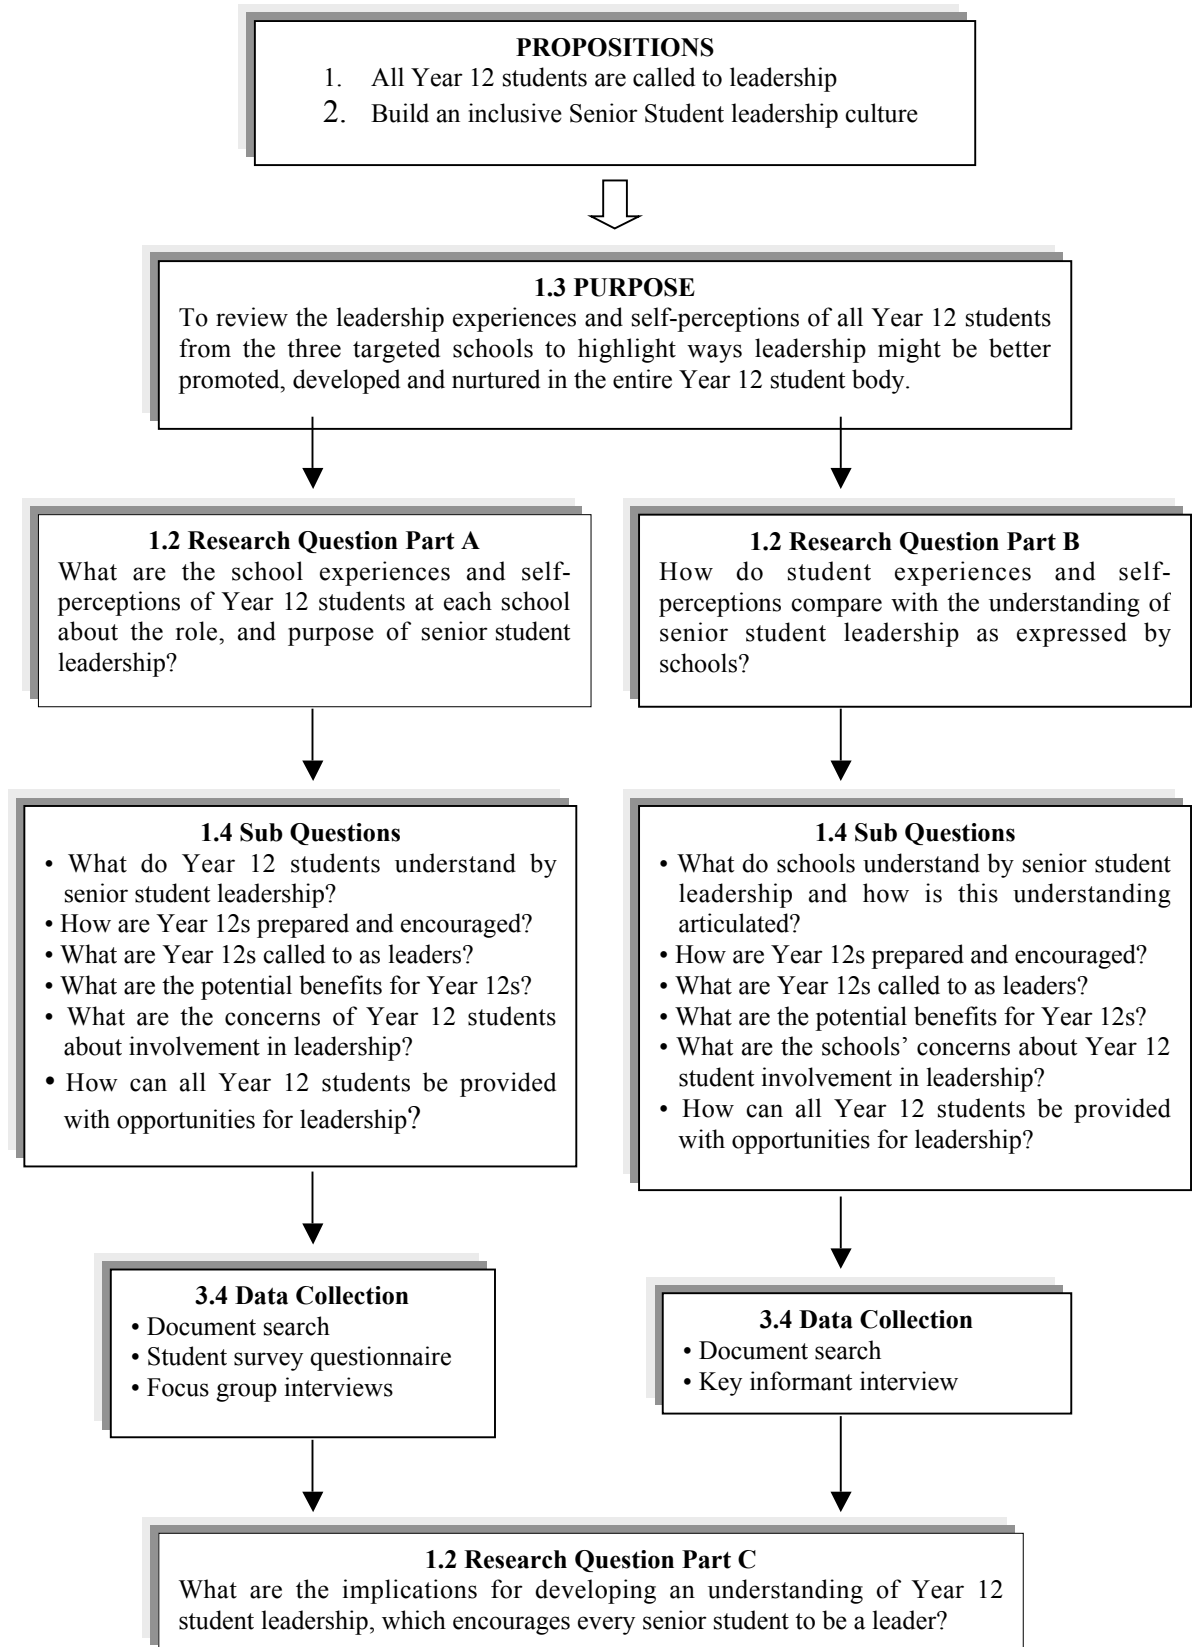 PROPOSITIONS
1. All Year 12 students are called to leadership
2. Build an inclusive Senior Student leadership culture
1.3 PURPOSE
To review the leadership experiences and self-perceptions of all Year 12 students
from the three targeted schools to highlight ways leadership might be better
promoted, developed and nurtured in the entire Year 12 student body.
1.2 Research Question Part A
What are the school experiences and self-
perceptions of Year 12 students at each school
about the role, and purpose of senior student
leadership?
1.2 Research Question Part B
How do student experiences and self-
perceptions compare with the understanding of
senior student leadership as expressed by
schools?
1.4 Sub Questions
• What do Year 12 students understand by
senior student leadership?
• How are Year 12s prepared and encouraged?
• What are Year 12s called to as leaders?
• What are the potential benefits for Year 12s?
• What are the concerns of Year 12 students
about involvement in leadership?
• How can all Year 12 students be provided
with opportunities for leadership?
1.4 Sub Questions
• What do schools understand by senior student
leadership and how is this understanding
articulated?
• How are Year 12s prepared and encouraged?
• What are Year 12s called to as leaders?
• What are the potential benefits for Year 12s?
• What are the schools’ concerns about Year 12
student involvement in leadership?
• How can all Year 12 students be provided
with opportunities for leadership?
3.4 Data Collection
• Document search
• Student survey questionnaire
• Focus group interviews
3.4 Data Collection
• Document search
• Key informant interview
1.2 Research Question Part C
What are the implications for developing an understanding of Year 12
student leadership, which encourages every senior student to be a leader?